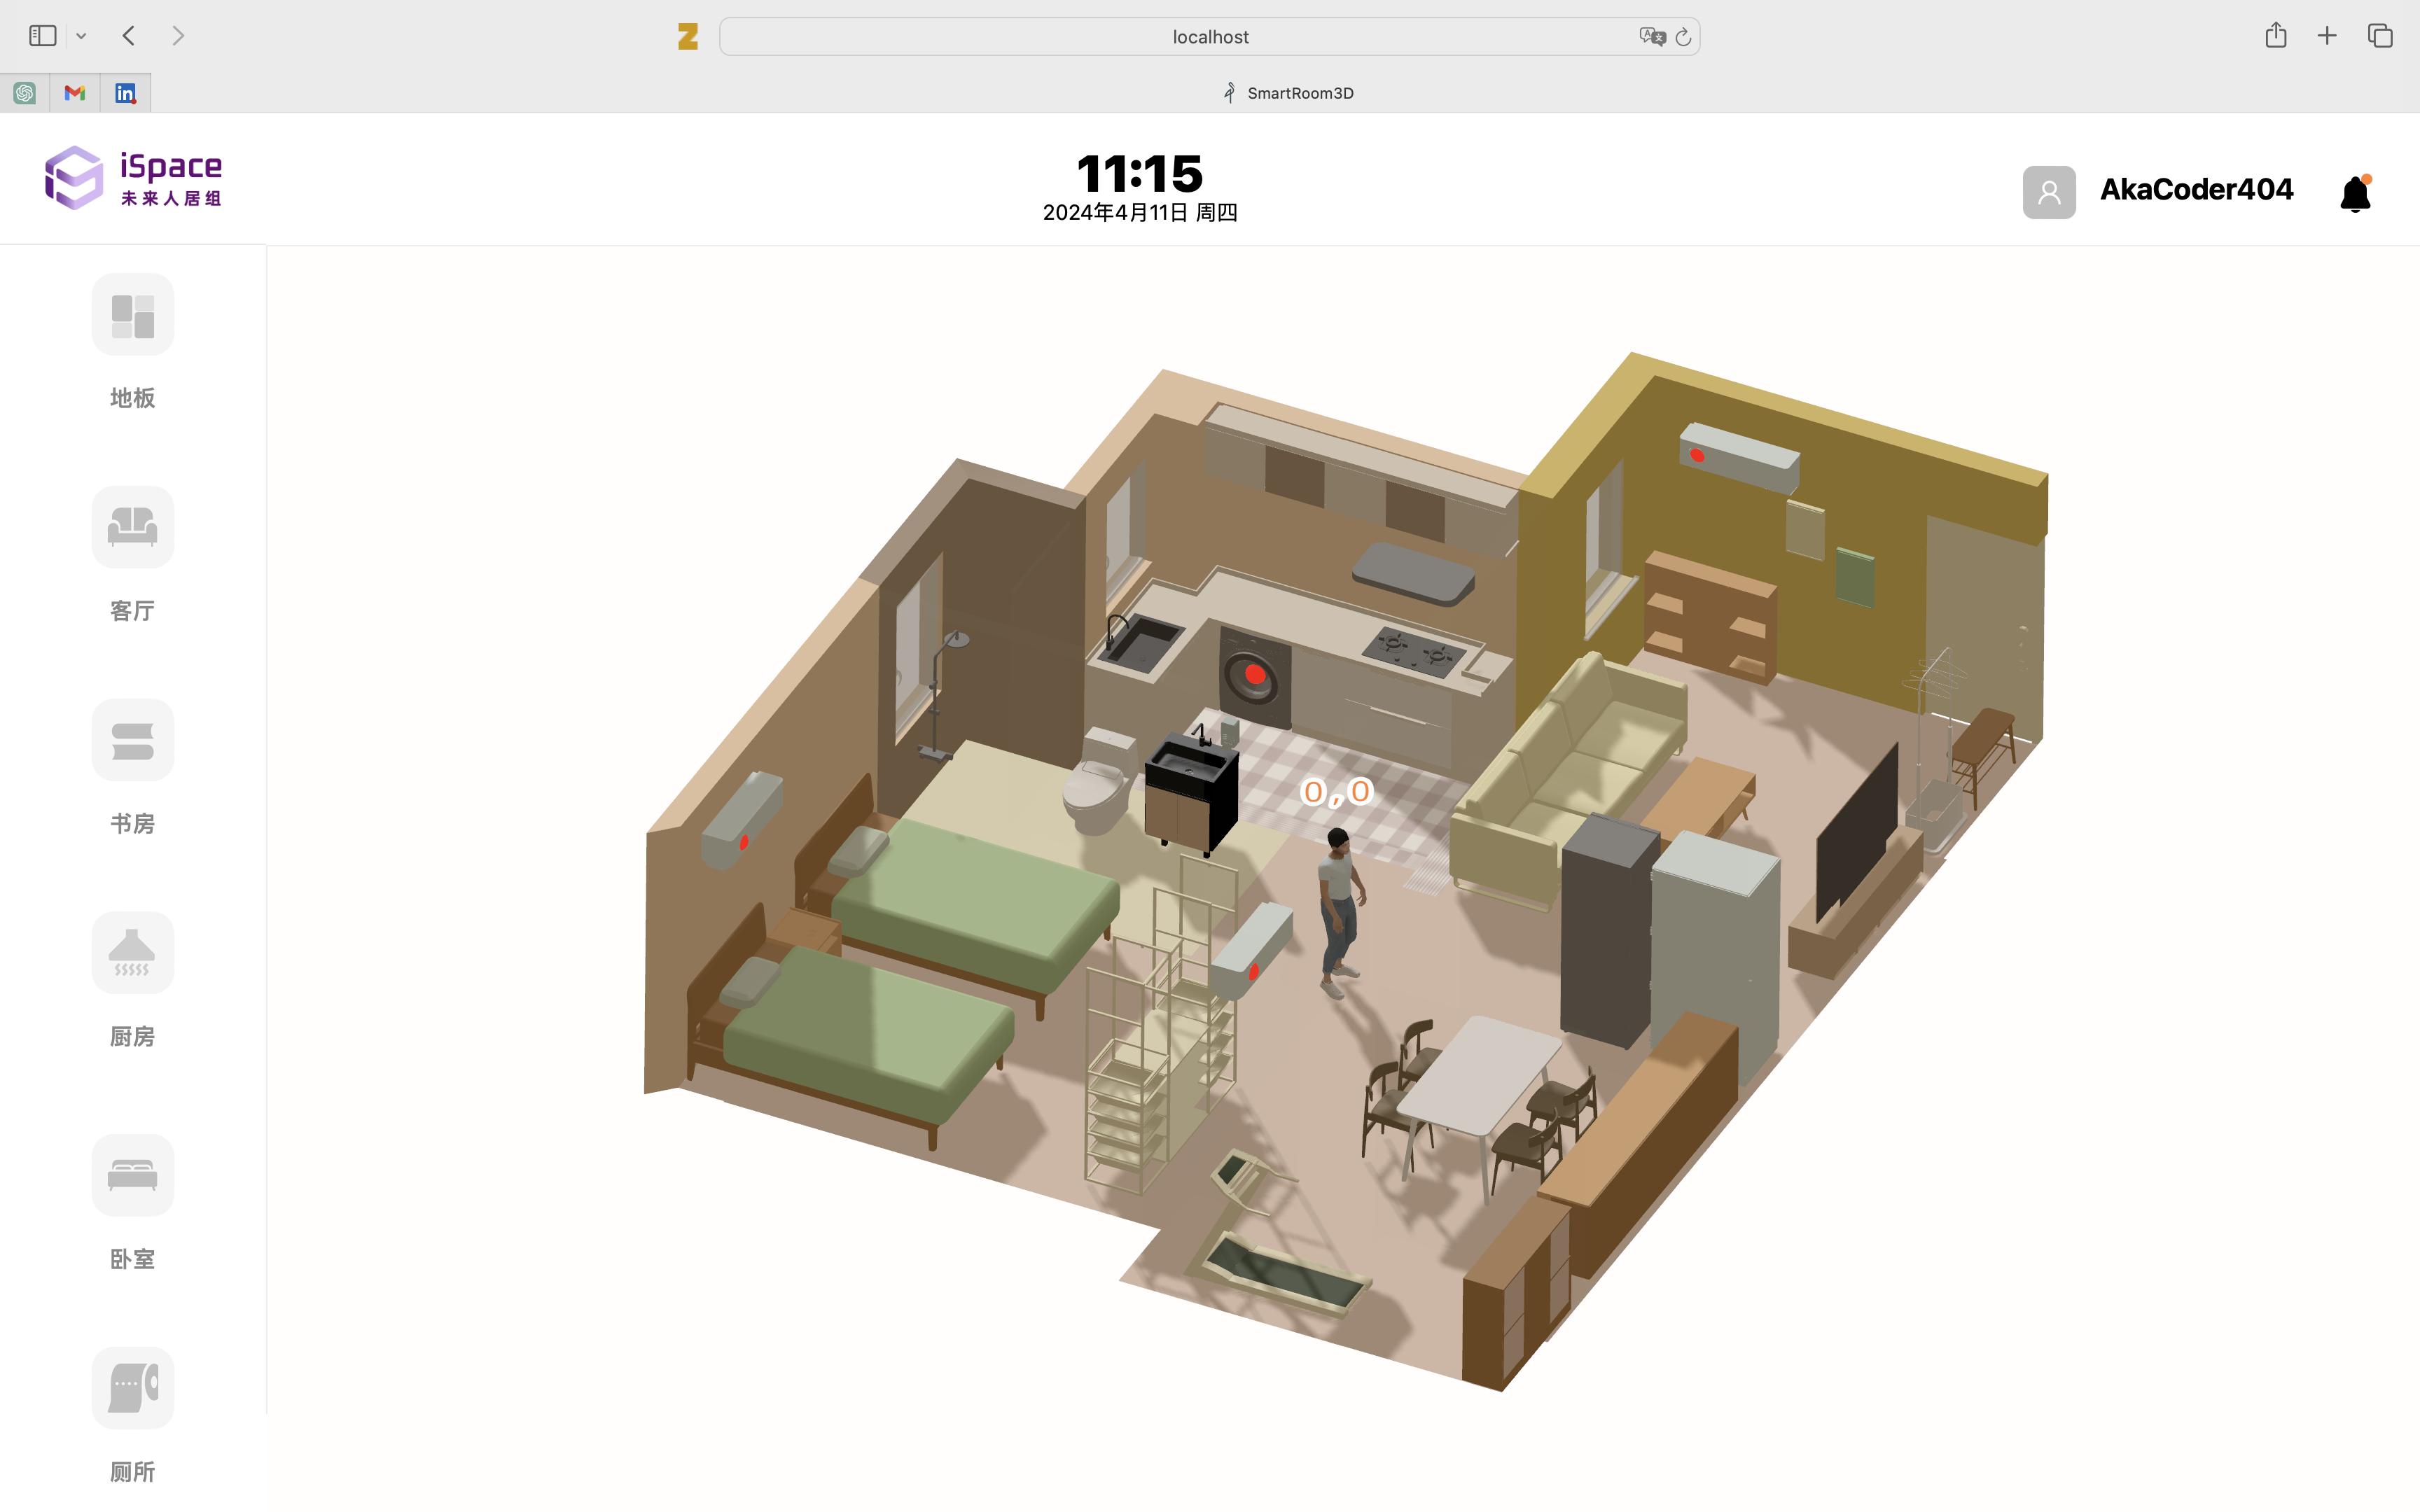 localhost
SmartRoom3D
iSpace
未来人居组
11:15
2024年4月11日 周四
AkaCoder404
地板
客厅
书房
厨房
卧室
厕所
0,0